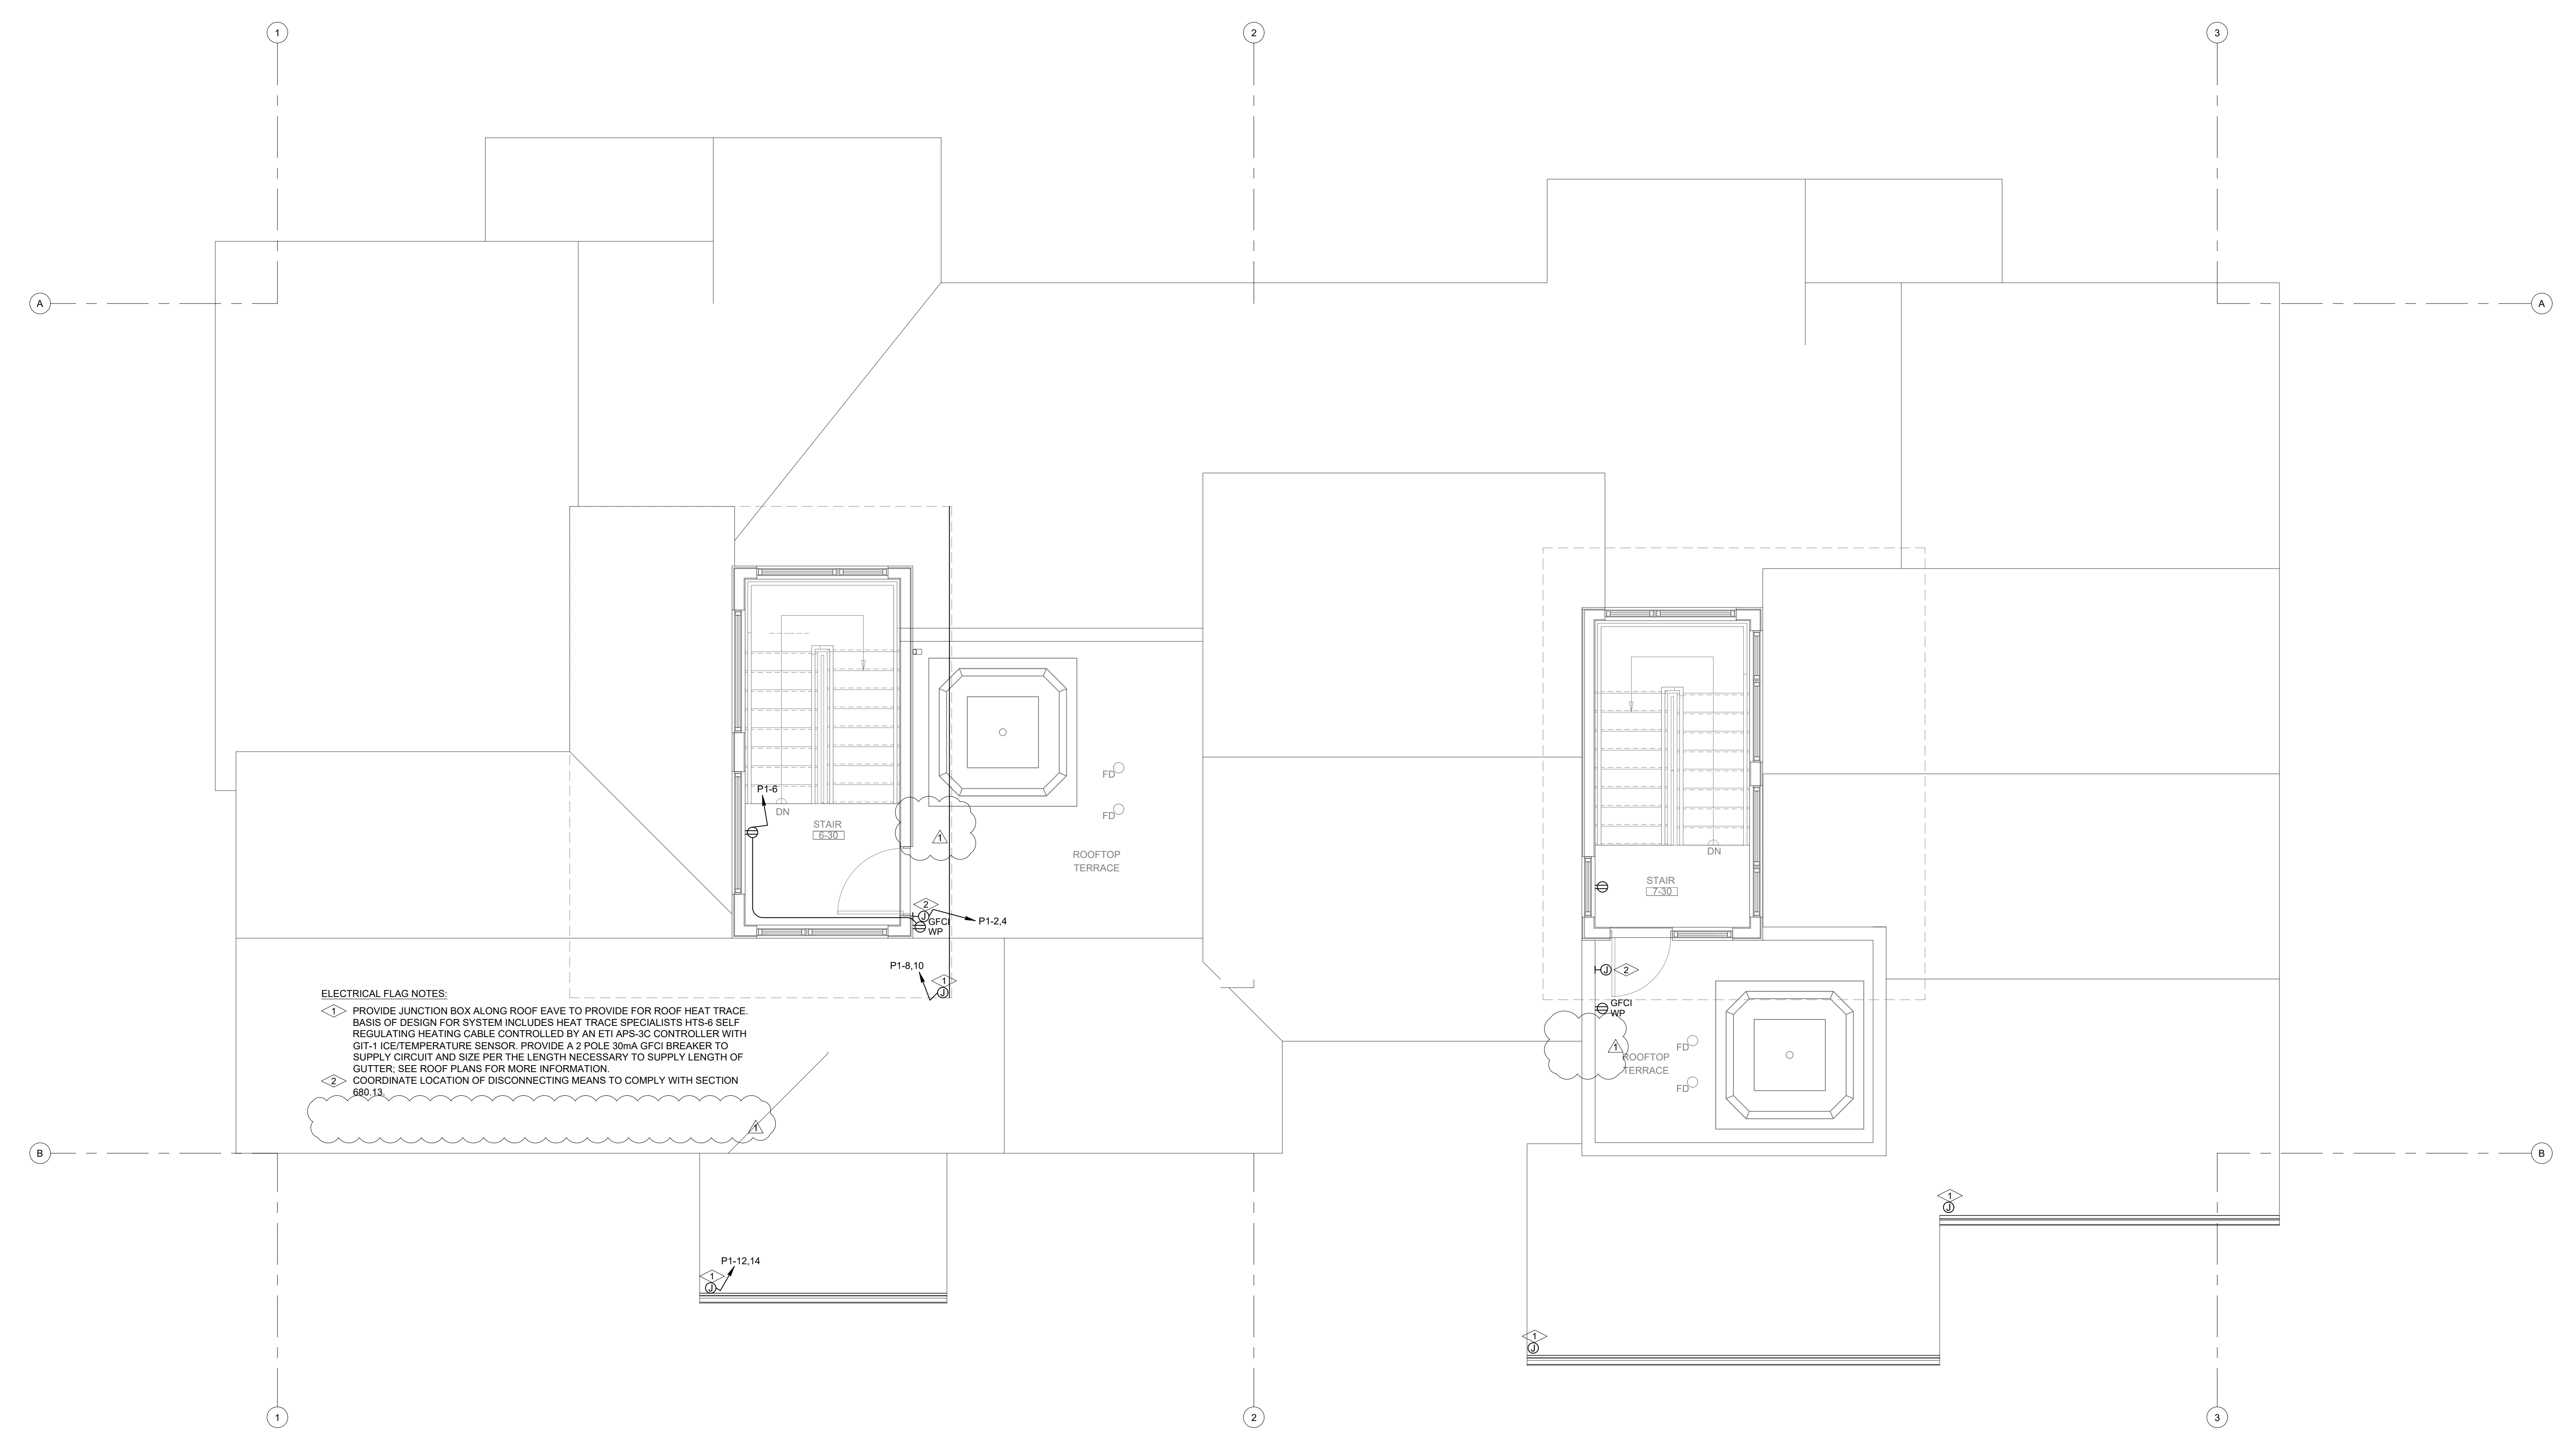 1
2
3
A
A
P1-6
DN
STAIR
6-30
1
FD
FD
ROOFTOP
TERRACE
2
J
GFCI
WP
P1-2,4
P1-8,10
1
J
DN
STAIR
7-30
J
2
GFCI
WP
1
ROOFTOP
TERRACE
FD
FD
ELECTRICAL FLAG NOTES:
1 PROVIDE JUNCTION BOX ALONG ROOF EAVE TO PROVIDE FOR ROOF HEAT TRACE.
BASIS OF DESIGN FOR SYSTEM INCLUDES HEAT TRACE SPECIALISTS HTS-6 SELF
REGULATING HEATING CABLE CONTROLLED BY AN ETI APS-3C CONTROLLER WITH
GIT-1 ICE/TEMPERATURE SENSOR. PROVIDE A 2 POLE 30mA GFCI BREAKER TO
SUPPLY CIRCUIT AND SIZE PER THE LENGTH NECESSARY TO SUPPLY LENGTH OF
GUTTER; SEE ROOF PLANS FOR MORE INFORMATION.
2 COORDINATE LOCATION OF DISCONNECTING MEANS TO COMPLY WITH SECTION
680.13.
1
B
B
1
J
P1-12,14
1
J
1
J
1
2
3